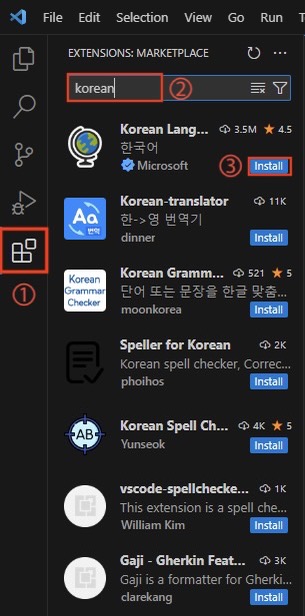 File Edit Selection View Go Run
EXTENSIONS: MARKETPLACE
korean
②
Korean Lang... 3.5M ★ 4.5
한국어
Microsoft
③
Install
Aa
번역
Korean-translator 11K
한->영 번역기
dinner
Install
①
Korean
Grammar
Checker
Korean Gramm... 521 ★ 5
단어 또는 문장을 한글 맞춤...
moonkorea
Install
Speller for Korean 2K
Korean spell checker, Correc...
phoihos
Install
AB
Korean Spell Ch... 4K ★ 5
Yunseok
Install
vscode-spellchecke... 1K
This extension is a spell che...
William Kim
Install
Gaji - Gherkin Feat... 3K
Gaji is a formatter for Gherki...
clarekang
Install